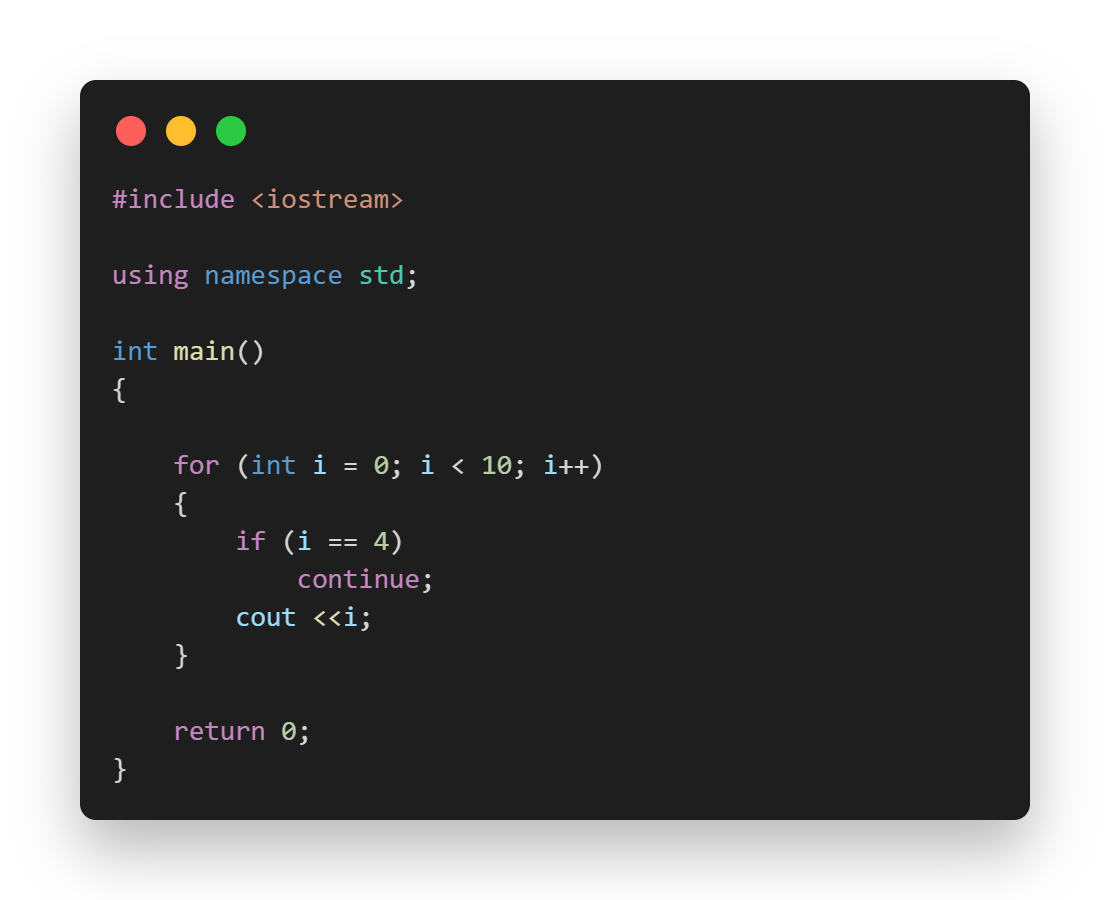 #include <iostream>
using namespace std;
int main()
{
    for (int i = 0; i < 10; i++)
    {
        if (i == 4)
            continue;
        cout <<i;
    }
    return 0;
}